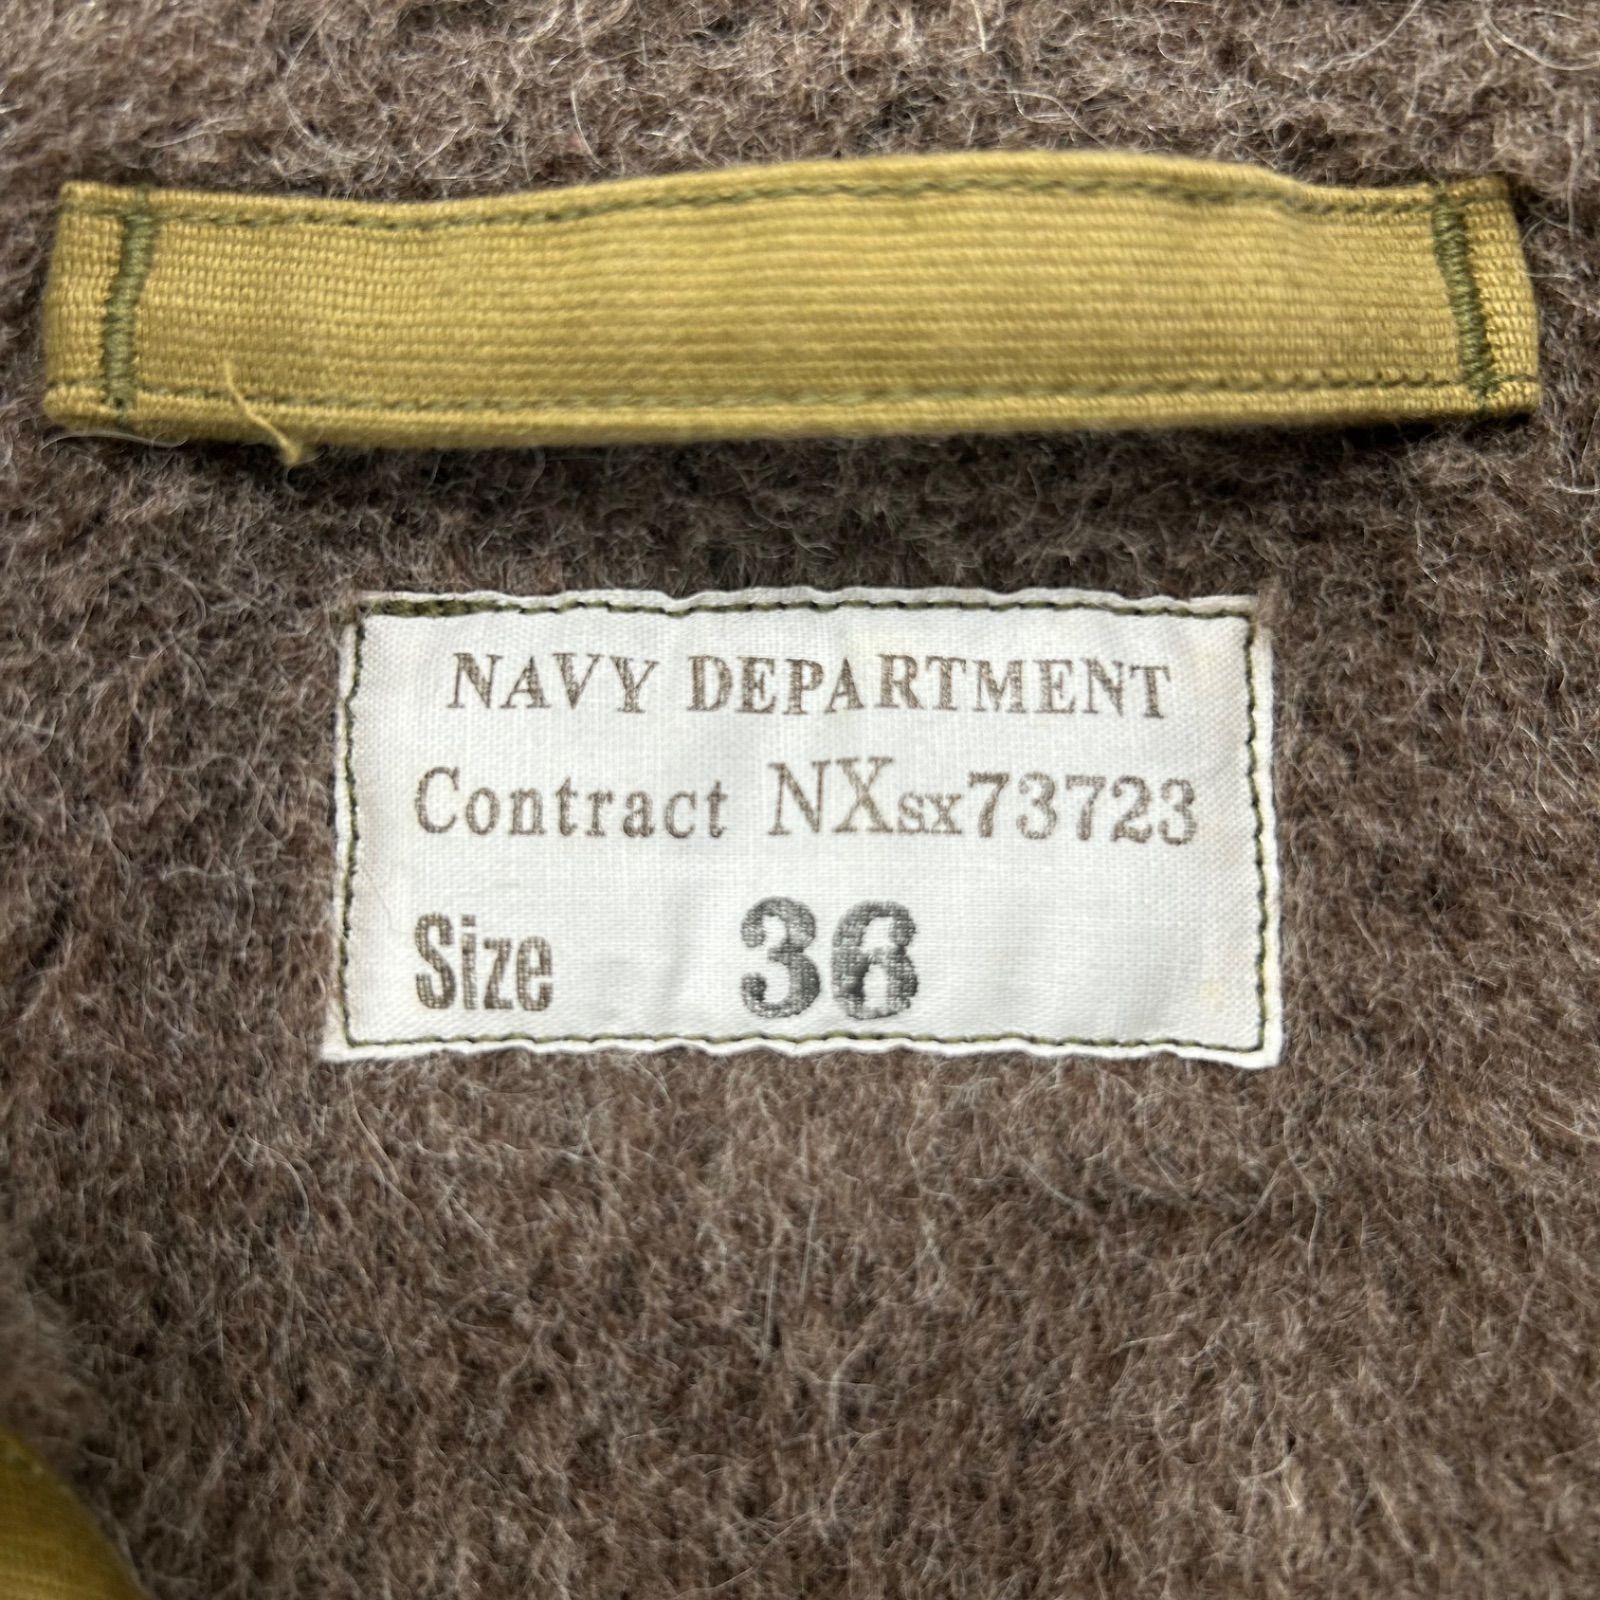 NAVY DEPARTMENT
Contract NXsx73723
Size 36